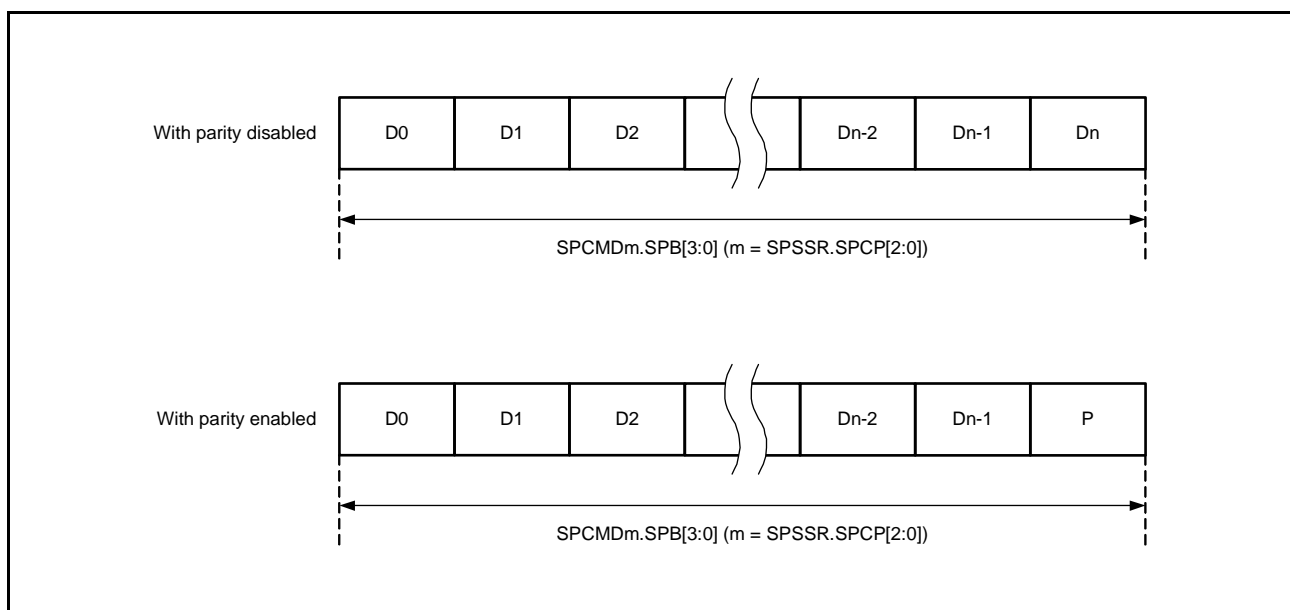 With parity disabled D0 D1 D2 Dn-2 Dn-1 Dn
SPCMDm.SPB[3:0] (m = SPSSR.SPCP[2:0])
With parity enabled D0 D1 D2 Dn-2 Dn-1 P
SPCMDm.SPB[3:0] (m = SPSSR.SPCP[2:0])